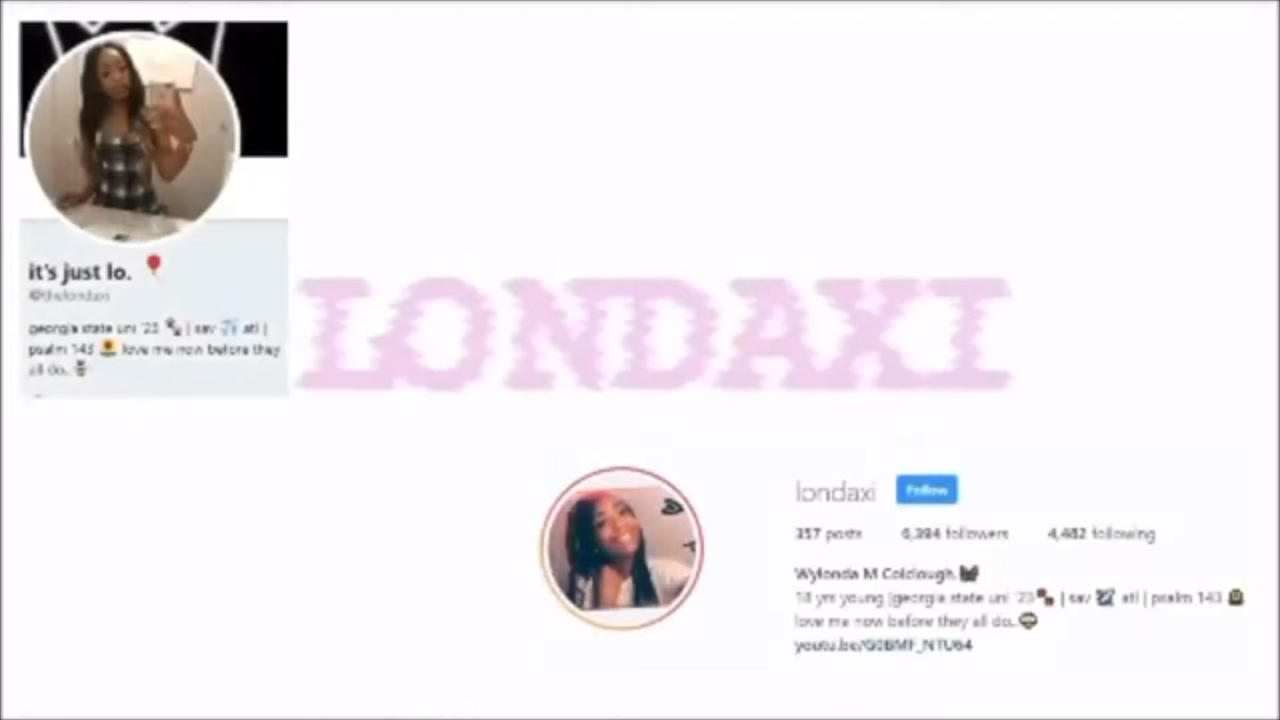 it's just lo.
@thelondaxi
georgia state uni '23 | sav atl |
psalm 143 love me now before they
all do..
LONDAXI
londaxi Follow
357 posts 6,394 followers 4,482 following
Wylonda M Colclough
18 yrs young |georgia state uni '23 | sav atl | psalm 143
love me now before they all do..